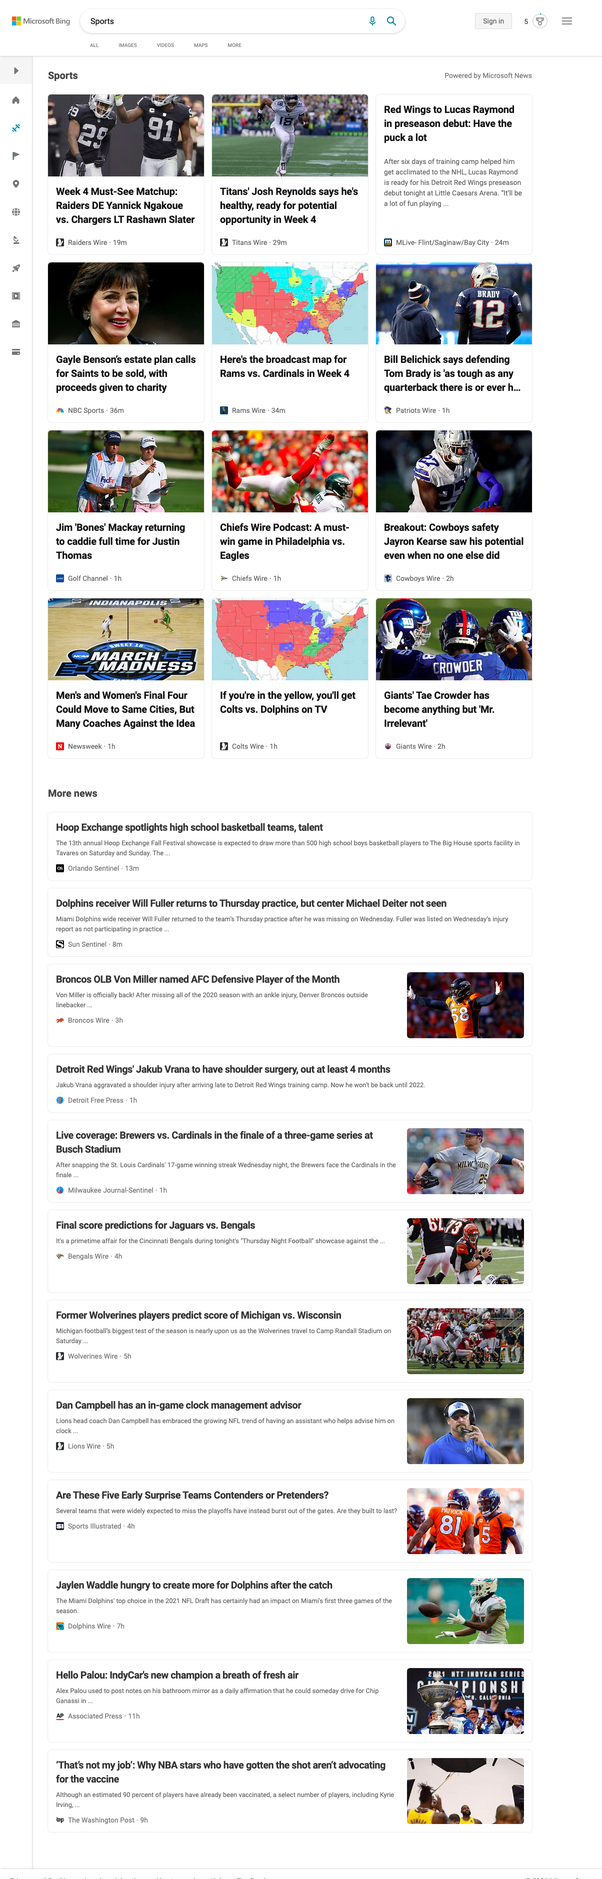 Microsoft Bing
Sports
Sign in
5
ALL
IMAGES
VIDEOS
MAPS
MORE
Sports
Powered by Microsoft News
29
91
Week 4 Must-See Matchup:
Raiders DE Yannick Ngakoue
vs. Chargers LT Rashawn Slater
Raiders Wire · 19m
Titans' Josh Reynolds says he's
healthy, ready for potential
opportunity in Week 4
Titans Wire · 29m
Red Wings to Lucas Raymond
in preseason debut: Have the
puck a lot
After six days of training camp helped him
get acclimated to the NHL, Lucas Raymond
is ready for his Detroit Red Wings preseason
debut tonight at Little Caesars Arena. "It'll be
a lot of fun playing ...
MLive- Flint/Saginaw/Bay City · 24m
Gayle Benson's estate plan calls
for Saints to be sold, with
proceeds given to charity
NBC Sports · 36m
Here's the broadcast map for
Rams vs. Cardinals in Week 4
Rams Wire · 34m
BRADY
12
Bill Belichick says defending
Tom Brady is 'as tough as any
quarterback there is or ever h...
Patriots Wire · 1h
FedEx
Jim 'Bones' Mackay returning
to caddie full time for Justin
Thomas
Golf Channel · 1h
Chiefs Wire Podcast: A must-
win game in Philadelphia vs.
Eagles
Chiefs Wire · 1h
27
Breakout: Cowboys safety
Jayron Kearse saw his potential
even when no one else did
Cowboys Wire · 2h
INDIANAPOLIS
SWEET 16
NCAA
MARCH
MADNESS
Men's and Women's Final Four
Could Move to Same Cities, But
Many Coaches Against the Idea
Newsweek · 1h
If you're in the yellow, you'll get
Colts vs. Dolphins on TV
Colts Wire · 1h
CROWDER
Giants' Tae Crowder has
become anything but 'Mr.
Irrelevant'
Giants Wire · 2h
More news
Hoop Exchange spotlights high school basketball teams, talent
The 13th annual Hoop Exchange Fall Festival showcase is expected to draw more than 500 high school boys basketball players to The Big House sports facility in
Tavares on Saturday and Sunday. The ...
Orlando Sentinel · 13m
Dolphins receiver Will Fuller returns to Thursday practice, but center Michael Deiter not seen
Miami Dolphins wide receiver Will Fuller returned to the team's Thursday practice after he was missing on Wednesday. Fuller was listed on Wednesday's injury
report as not participating in practice ...
Sun Sentinel · 8m
Broncos OLB Von Miller named AFC Defensive Player of the Month
Von Miller is officially back! After missing all of the 2020 season with an ankle injury, Denver Broncos outside
linebacker ...
Broncos Wire · 3h
58
Detroit Red Wings' Jakub Vrana to have shoulder surgery, out at least 4 months
Jakub Vrana aggravated a shoulder injury after arriving late to Detroit Red Wings training camp. Now he won't be back until 2022.
Detroit Free Press · 1h
Live coverage: Brewers vs. Cardinals in the finale of a three-game series at
Busch Stadium
After snapping the St. Louis Cardinals' 17-game winning streak Wednesday night, the Brewers face the Cardinals in the
finale ...
Milwaukee Journal-Sentinel · 1h
Final score predictions for Jaguars vs. Bengals
It's a primetime affair for the Cincinnati Bengals during tonight's "Thursday Night Football" showcase against the ...
Bengals Wire · 4h
73
Former Wolverines players predict score of Michigan vs. Wisconsin
Michigan football's biggest test of the season is nearly upon us as the Wolverines travel to Camp Randall Stadium on
Saturday ...
Wolverines Wire · 5h
Dan Campbell has an in-game clock management advisor
Lions head coach Dan Campbell has embraced the growing NFL trend of having an assistant who helps advise him on
clock ...
Lions Wire · 5h
Are These Five Early Surprise Teams Contenders or Pretenders?
Several teams that were widely expected to miss the playoffs have instead burst out of the gates. Are they built to last?
Sports Illustrated · 4h
PATRICK
81
5
Jaylen Waddle hungry to create more for Dolphins after the catch
The Miami Dolphins' top choice in the 2021 NFL Draft has certainly had an impact on Miami's first three games of the
season.
Dolphins Wire · 7h
Hello Palou: IndyCar's new champion a breath of fresh air
Alex Palou used to post notes on his bathroom mirror as a daily affirmation that he could someday drive for Chip
Ganassi in ...
AP Associated Press · 11h
2021 NTT INDYCAR SERIES
'That's not my job': Why NBA stars who have gotten the shot aren't advocating
for the vaccine
Although an estimated 90 percent of players have already been vaccinated, a select number of players, including Kyrie
Irving, ...
The Washington Post · 9h